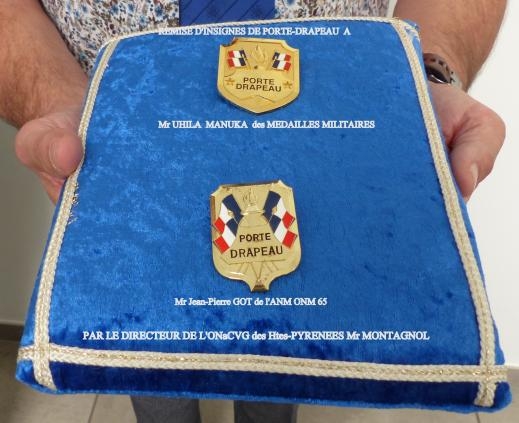 REMISE D'INSIGNES DE PORTE-DRAPEAU A
PORTE
DRAPEAU
Mr UHILA MANUKA des MEDAILLES MILITAIRES
PORTE
DRAPEAU
Mr Jean-Pierre GOT de l'ANM ONM 65
PAR LE DIRECTEUR DE L'ONsCVG des Htes-PYRENEES Mr MONTAGNOL